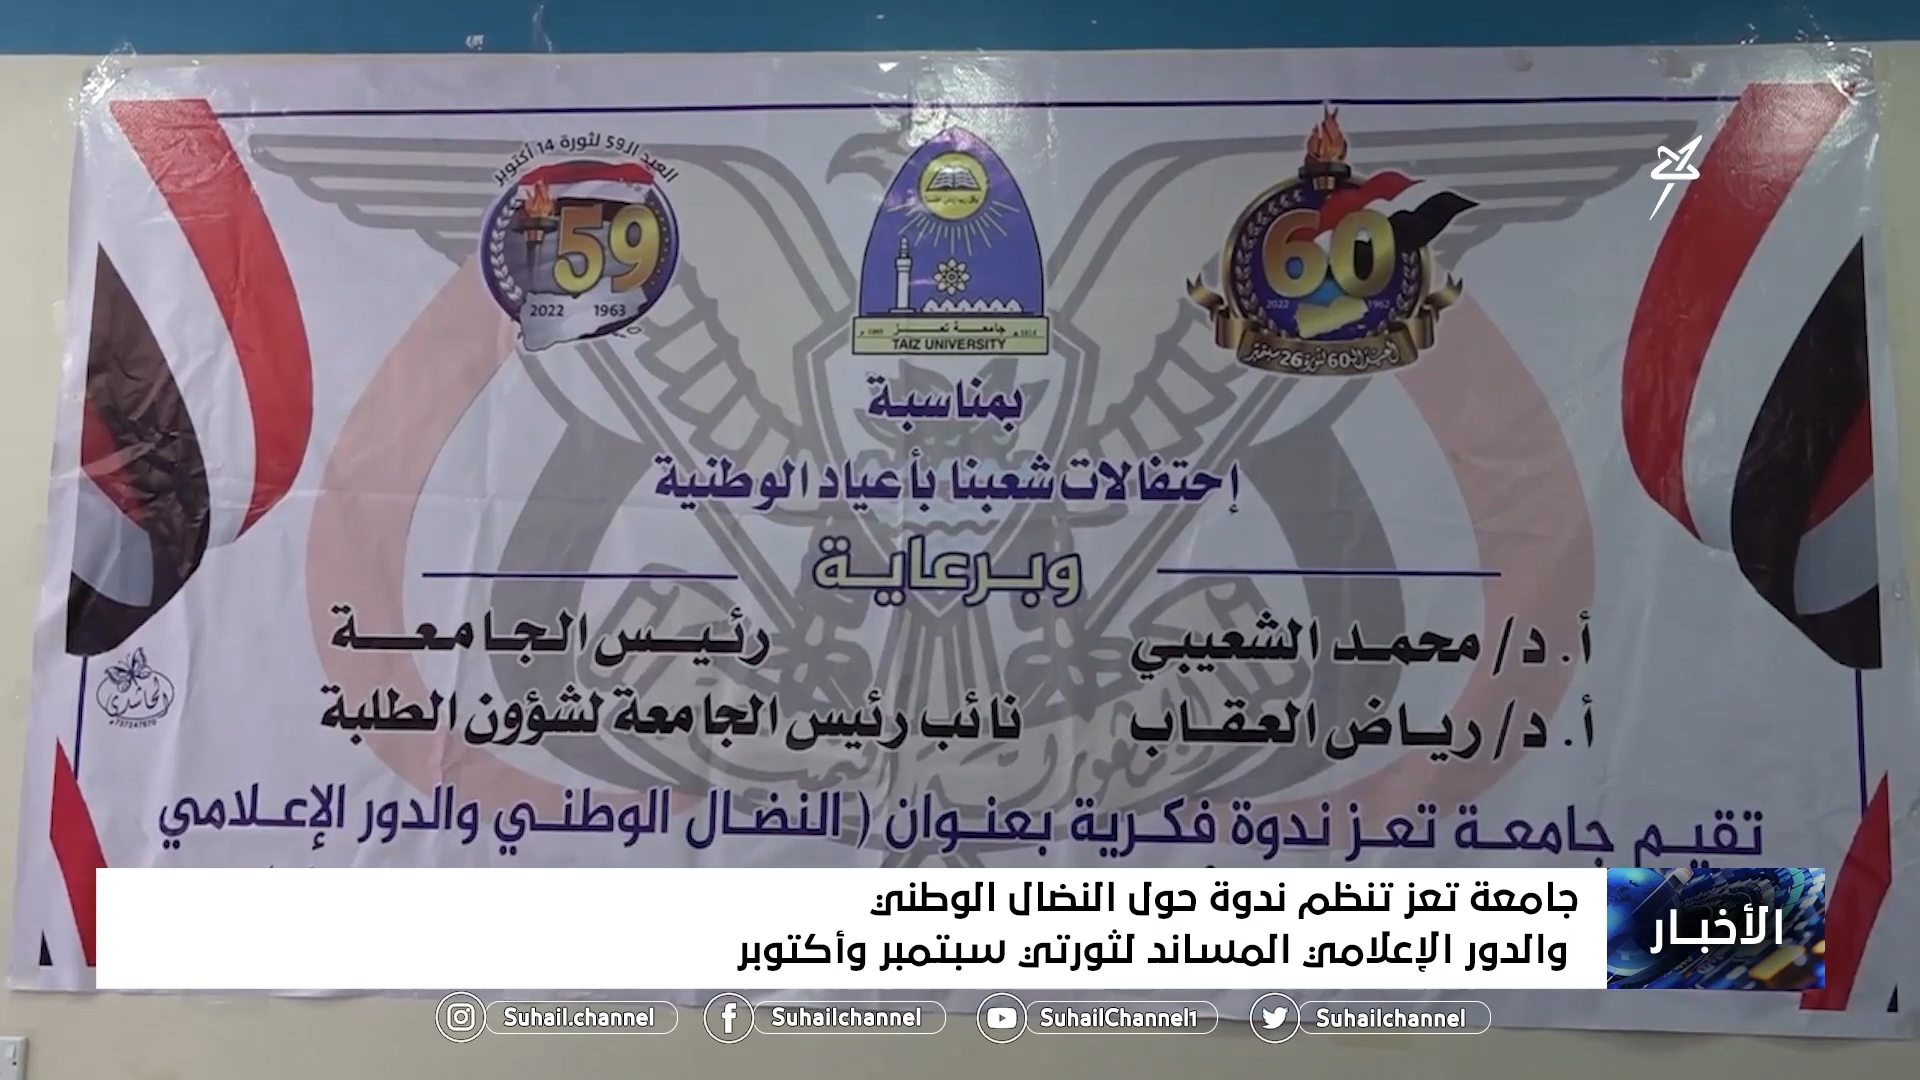 العيد الـ59 لثورة 14 أكتوبر
59
2022 1963
جامعة تعز
TAIZ UNIVERSITY
60
2022 1962
العيد الـ60 لثورة 26 سبتمبر
بمناسبة
إحتفالات شعبنا بأعياد الوطنية
وبرعاية
أ. د/ محمد الشعيبي رئيس الجامعة
أ. د/ رياض العقاب نائب رئيس الجامعة لشؤون الطلبة
الحاشدي
737247670
تقيم جامعة تعز ندوة فكرية بعنوان ( النضال الوطني والدور الإعلامي
الأخبار
جامعة تعز تنظم ندوة حول النضال الوطني
والدور الإعلامي المساند لثورتي سبتمبر وأكتوبر
Suhail.channel Suhailchannel SuhailChannel1 Suhailchannel